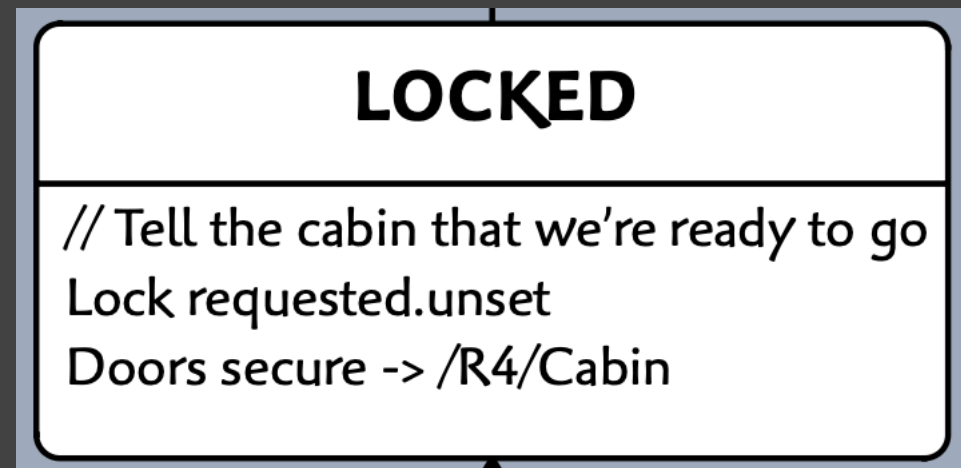 LOCKED
// Tell the cabin that we're ready to go
Lock requested.unset
Doors secure -> /R4/Cabin